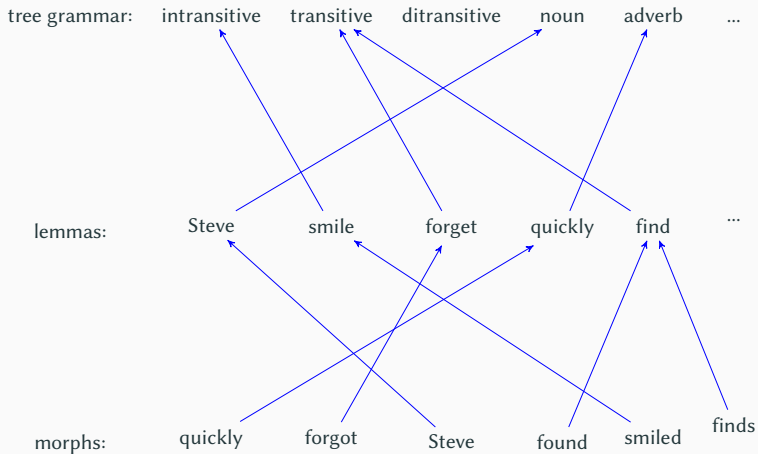 tree grammar: intransitive transitive ditransitive noun adverb ...
lemmas: Steve smile forget quickly find ...
morphs: quickly forgot Steve found smiled finds